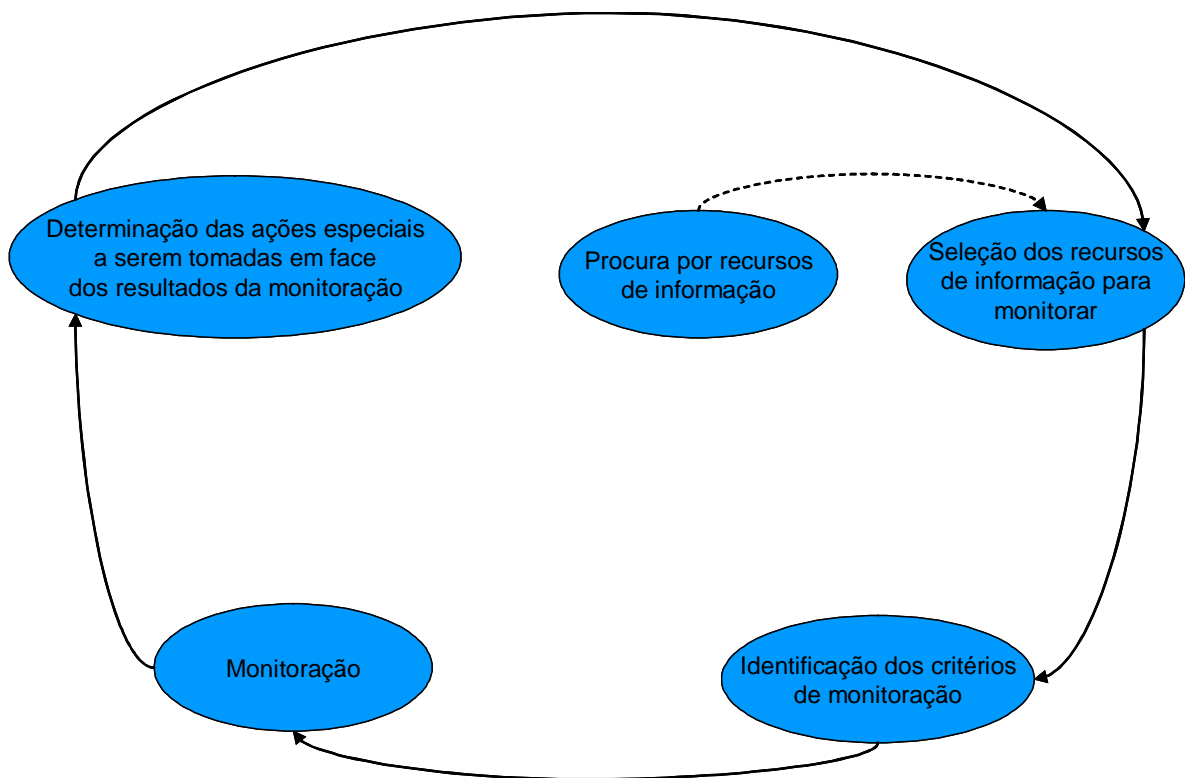 Determinação das ações especiais
a serem tomadas em face
dos resultados da monitoração
Procura por recursos
de informação
Seleção dos recursos
de informação para
monitorar
Monitoração
Identificação dos critérios
de monitoração